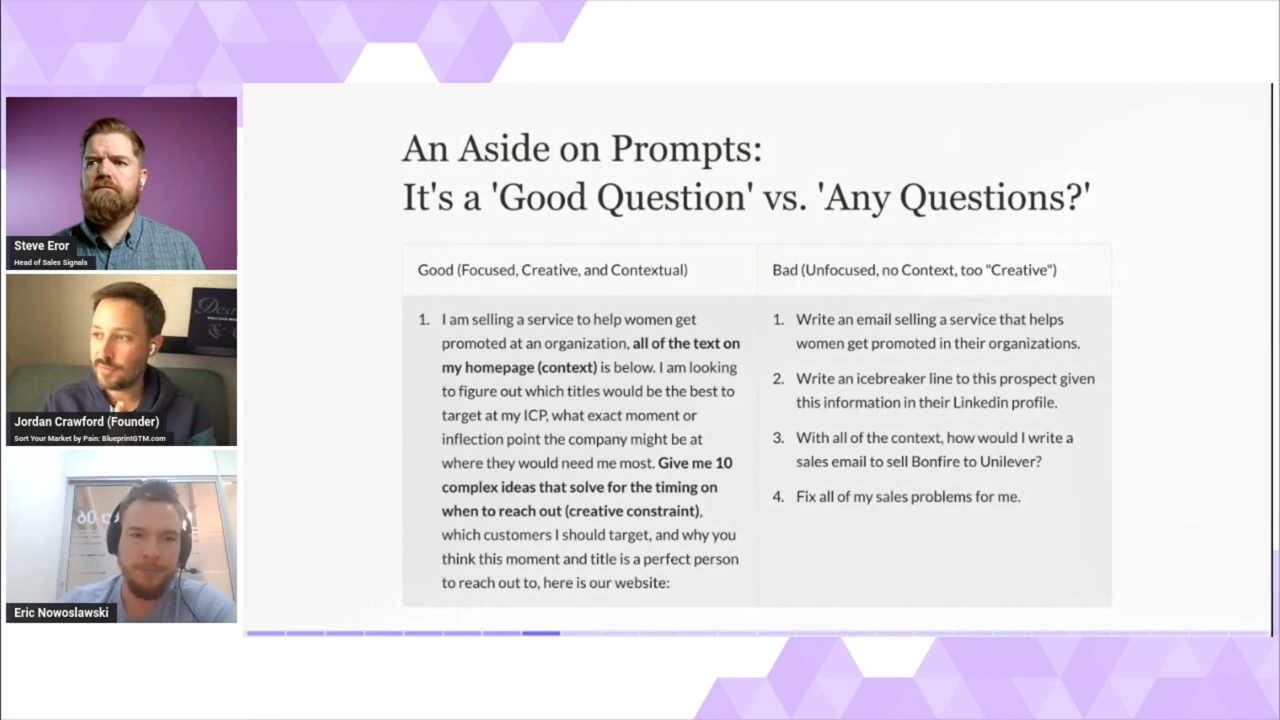 An Aside on Prompts:
It's a 'Good Question' vs. 'Any Questions?'
Good (Focused, Creative, and Contextual)
1. I am selling a service to help women get
promoted at an organization, all of the text on
my homepage (context) is below. I am looking
to figure out which titles would be the best to
target at my ICP, what exact moment or
inflection point the company might be at
where they would need me most. Give me 10
complex ideas that solve for the timing on
when to reach out (creative constraint),
which customers I should target, and why you
think this moment and title is a perfect person
to reach out to, here is our website:
Bad (Unfocused, no Context, too "Creative")
1. Write an email selling a service that helps
women get promoted in their organizations.
2. Write an icebreaker line to this prospect given
this information in their Linkedin profile.
3. With all of the context, how would I write a
sales email to sell Bonfire to Unilever?
4. Fix all of my sales problems for me.
Steve Eror
Head of Sales Signals
Jordan Crawford (Founder)
Sort Your Market by Pain: BlueprintGTM.com
Eric Nowoslawski